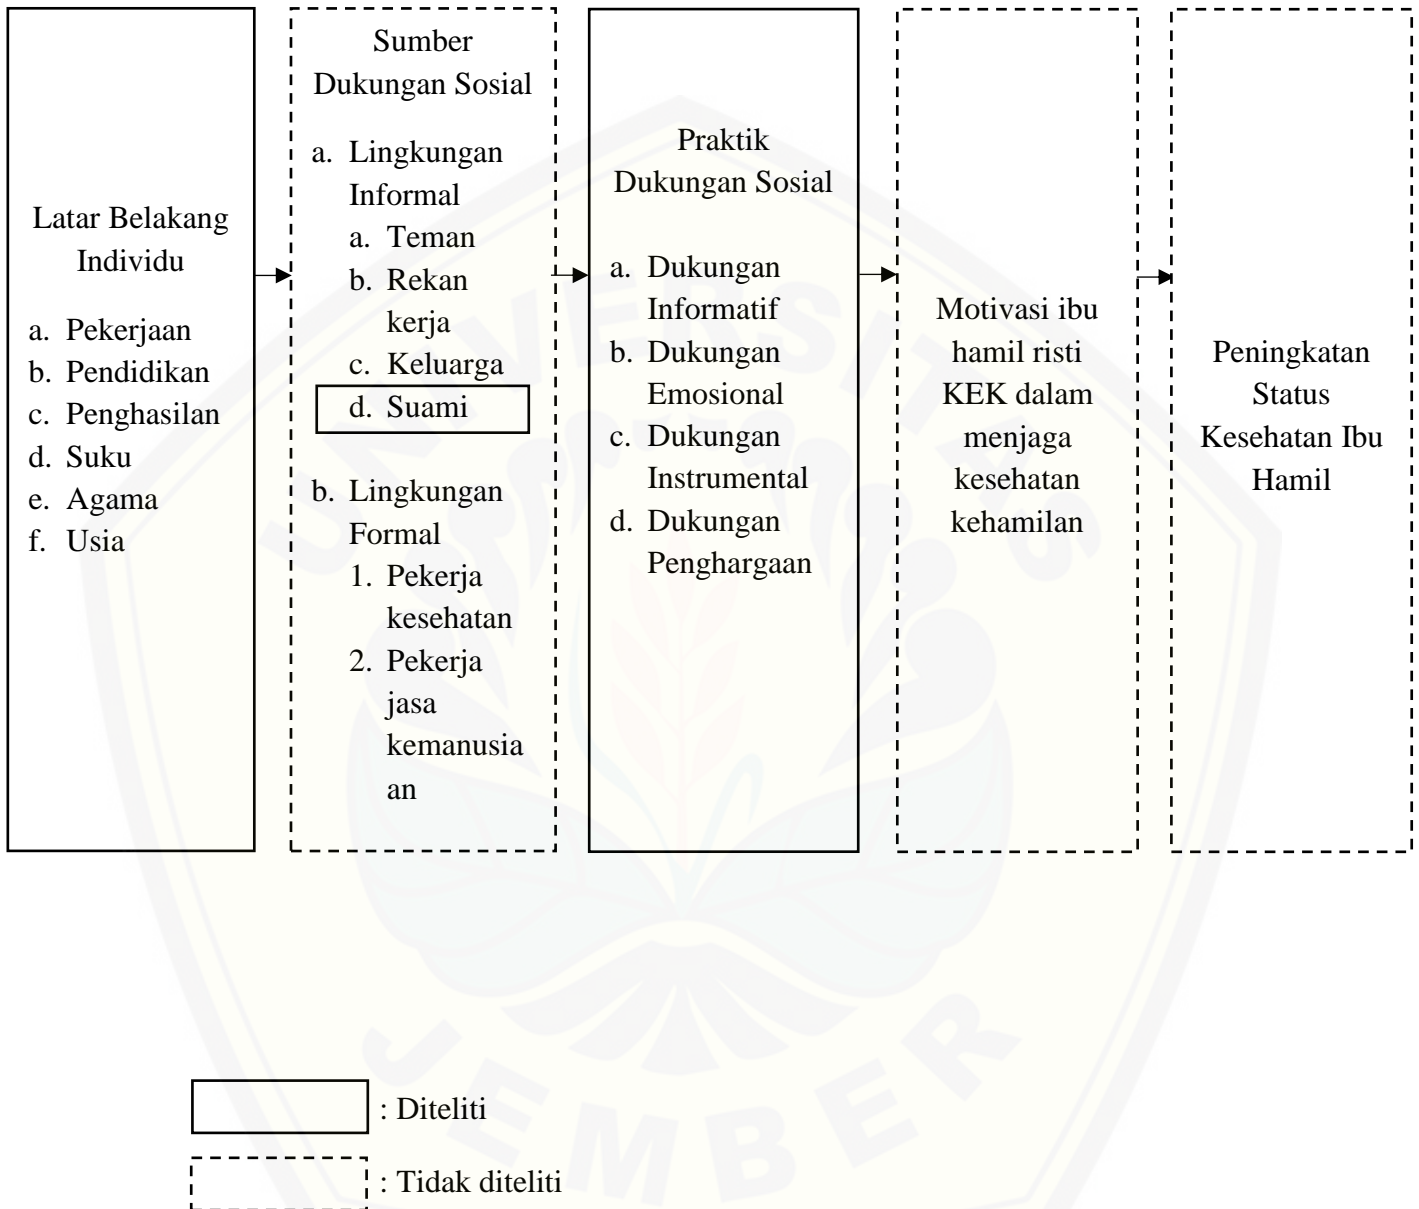 Latar Belakang
Individu
a. Pekerjaan
b. Pendidikan
c. Penghasilan
d. Suku
e. Agama
f. Usia
Sumber
Dukungan Sosial
a. Lingkungan
Informal
a. Teman
b. Rekan
kerja
c. Keluarga
d. Suami
b. Lingkungan
Formal
1. Pekerja
kesehatan
2. Pekerja
jasa
kemanusia
an
Praktik
Dukungan Sosial
a. Dukungan
Informatif
b. Dukungan
Emosional
c. Dukungan
Instrumental
d. Dukungan
Penghargaan
Motivasi ibu
hamil risti
KEK dalam
menjaga
kesehatan
kehamilan
Peningkatan
Status
Kesehatan Ibu
Hamil
: Diteliti
: Tidak diteliti
UNIVERSITAS
JEMBER